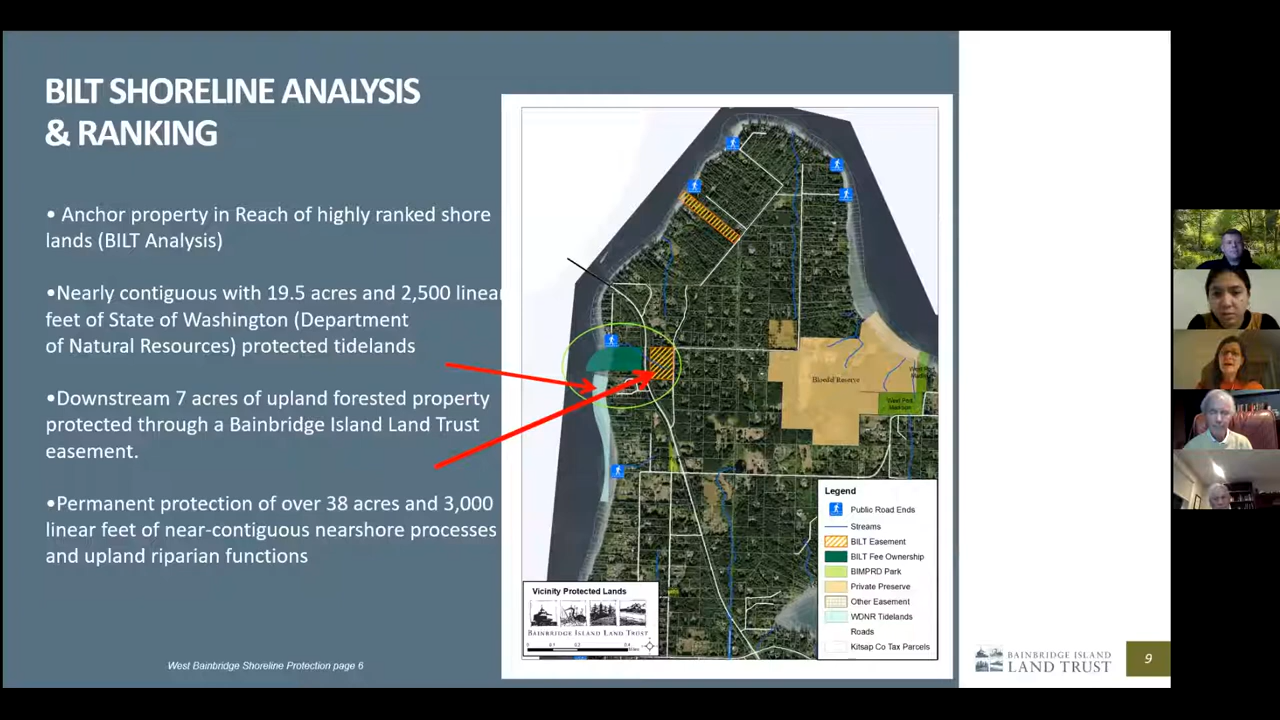 BILT SHORELINE ANALYSIS
& RANKING
• Anchor property in Reach of highly ranked shore
lands (BILT Analysis)
•Nearly contiguous with 19.5 acres and 2,500 linear
feet of State of Washington (Department
of Natural Resources) protected tidelands
•Downstream 7 acres of upland forested property
protected through a Bainbridge Island Land Trust
easement.
•Permanent protection of over 38 acres and 3,000
linear feet of near-contiguous nearshore processes
and upland riparian functions
West Bainbridge Shoreline Protection page 6
Bloedel Reserve
West Port
Madison
Legend
Public Road Ends
Streams
BILT Easement
BILT Fee Ownership
BIMPRD Park
Private Preserve
Other Easement
WDNR Tidelands
Roads
Kitsap Co Tax Parcels
Vicinity Protected Lands
BAINBRIDGE ISLAND LAND TRUST
BAINBRIDGE ISLAND
LAND TRUST
9